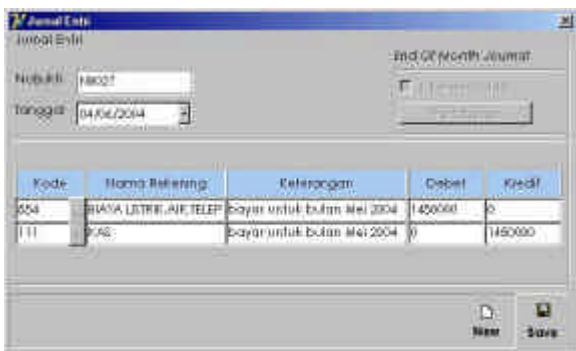 Jurnal Entri
Jurnal Entri
End Of Month Journal
Nobukti
Tanggal 04/06/2004
Kode Nama Rekening Keterangan Debet Kredit
654 BIAYA LISTRIK,AIR,TELEP bayar untuk bulan Mei 2004 1450000 0
111 KAS bayar untuk bulan Mei 2004 0 1450000
New Save